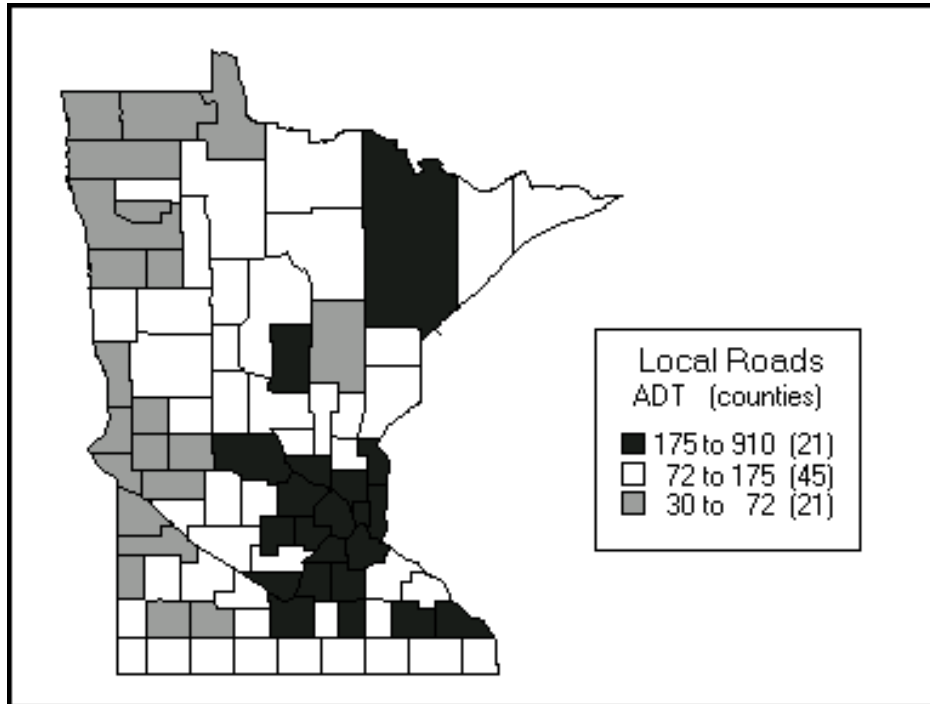 Local Roads
ADT (counties)
175 to 910 (21)
72 to 175 (45)
30 to 72 (21)